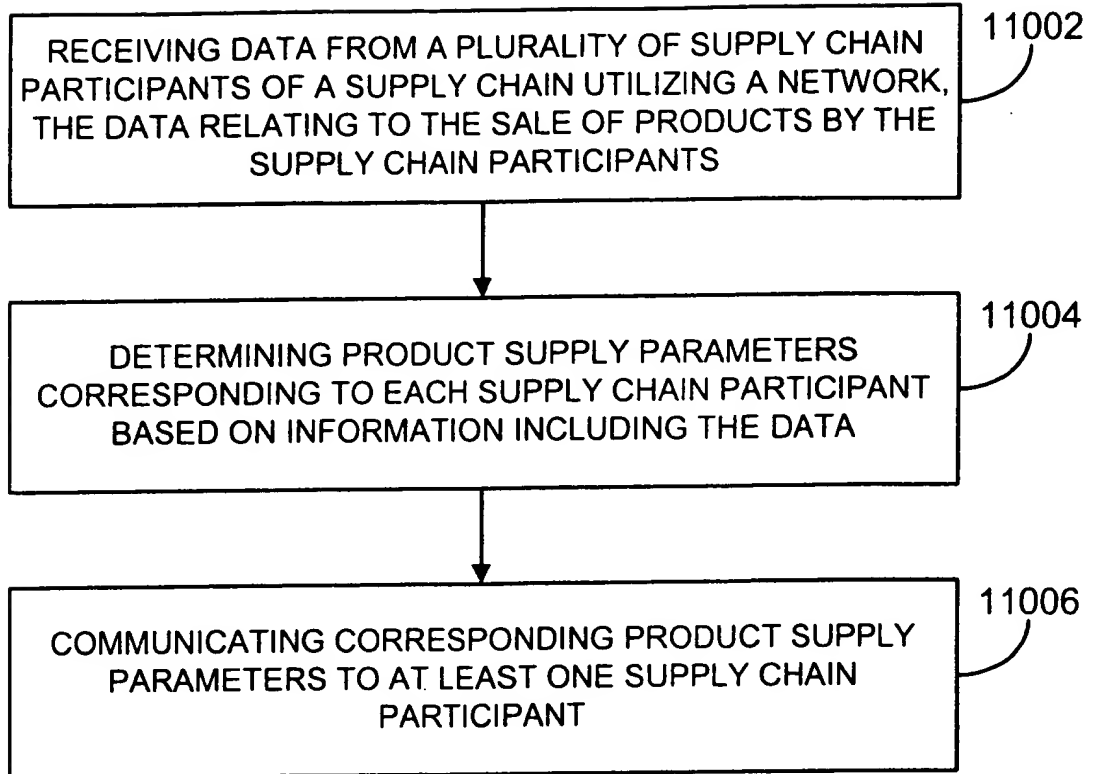 RECEIVING DATA FROM A PLURALITY OF SUPPLY CHAIN
PARTICIPANTS OF A SUPPLY CHAIN UTILIZING A NETWORK,
THE DATA RELATING TO THE SALE OF PRODUCTS BY THE
SUPPLY CHAIN PARTICIPANTS
11002
DETERMINING PRODUCT SUPPLY PARAMETERS
CORRESPONDING TO EACH SUPPLY CHAIN PARTICIPANT
BASED ON INFORMATION INCLUDING THE DATA
11004
COMMUNICATING CORRESPONDING PRODUCT SUPPLY
PARAMETERS TO AT LEAST ONE SUPPLY CHAIN
PARTICIPANT
11006